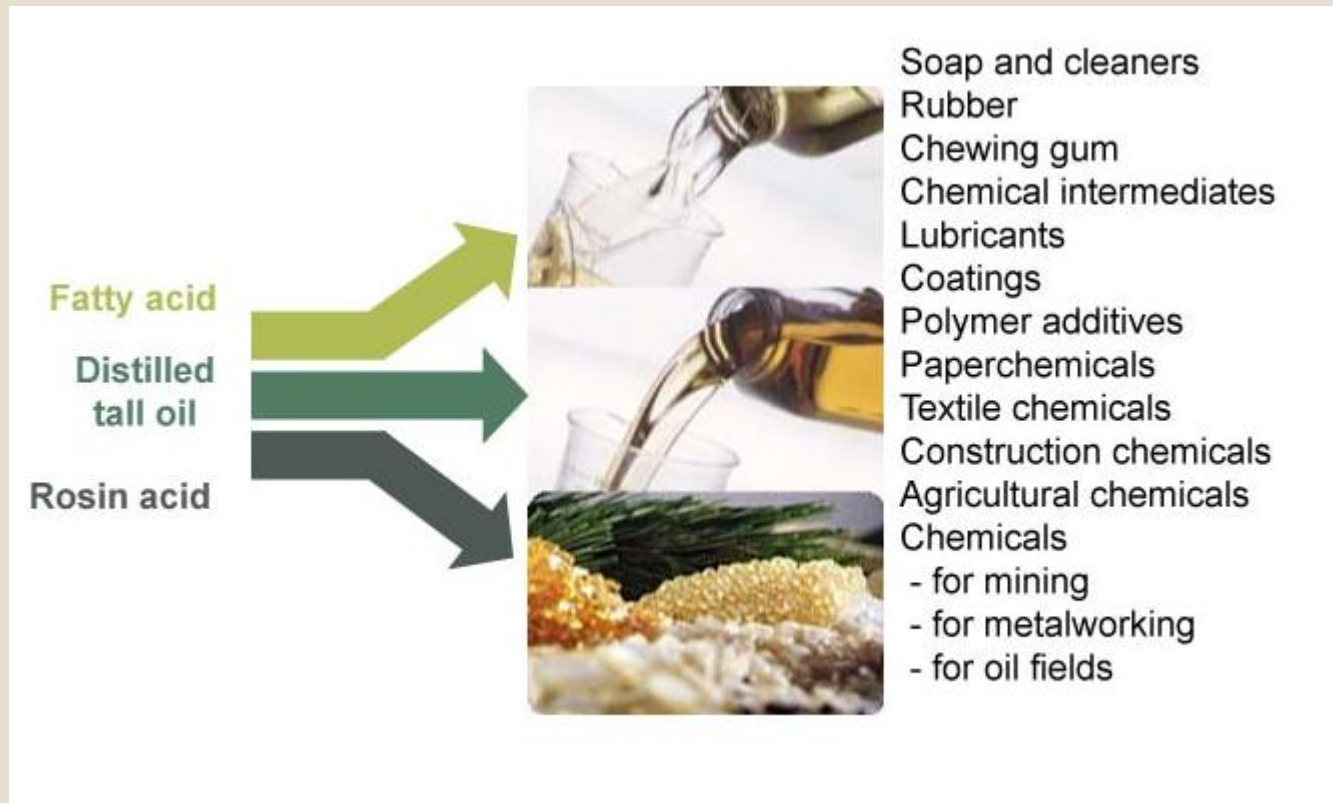 Fatty acid
Distilled
tall oil
Rosin acid
Soap and cleaners
Rubber
Chewing gum
Chemical intermediates
Lubricants
Coatings
Polymer additives
Paperchemicals
Textile chemicals
Construction chemicals
Agricultural chemicals
Chemicals
- for mining
- for metalworking
- for oil fields